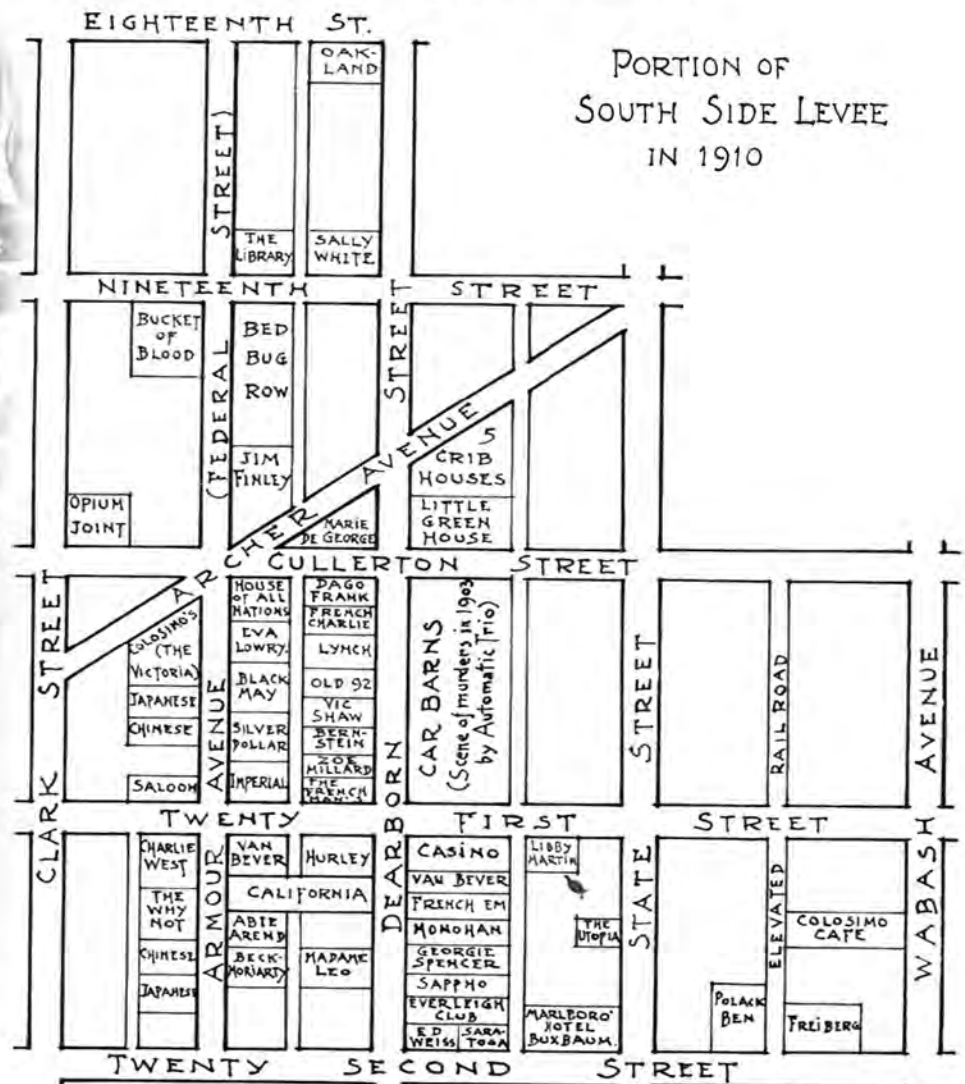 EIGHTEENTH ST.
PORTION OF
SOUTH SIDE LEVEE
IN 1910
OAK-
LAND
THE
LIBRARY
SALLY
WHITE
NINETEENTH STREET
BUCKET
OF
BLOOD
BED
BUG
ROW
JIM
FINLEY
OPIUM
JOINT
MARIE
DE GEORGE
5
CRIB
HOUSES
LITTLE
GREEN
HOUSE
ARCHER AVENUE
CULLERTON STREET
COLOSIMO'S
(THE
VICTORIA)
JAPANESE
CHINESE
SALOON
HOUSE
OF ALL
NATIONS
EVA
LOWRY.
BLACK
MAY
SILVER
DOLLAR
IMPERIAL
DAGO
FRANK
FRENCH
CHARLIE
LYNCH
OLD 92
VIC
SHAW
BERN-
STEIN
ZOE
MILLARD
THE
FRENCH
MAN'S
CAR BARNS
(Scene of murders in 1903
by Automatic Trio)
TWENTY FIRST STREET
CHARLIE
WEST
THE
WHY
NOT
CHINESE
JAPANESE
VAN
BEVER
HURLEY
CALIFORNIA
ABIE
AREND
BECK-
MORIARTY
MADAME
LEO
CASINO
VAN BEVER
FRENCH EM
MONOHAN
GEORGIE
SPENCER
SAPPHO
EVERLEIGH
CLUB
ED
WEISS
SARA-
TOGA
LIBBY
MARTIN
THE
UTOPIA
MARLBORO'
HOTEL
BUXBAUM.
POLACK
BEN
COLOSIMO
CAFE
FREIBERG
TWENTY SECOND STREET
CLARK STREET
ARMOUR AVENUE
(FEDERAL STREET)
DEARBORN STREET
STATE STREET
ELEVATED RAILROAD
WABASH AVENUE